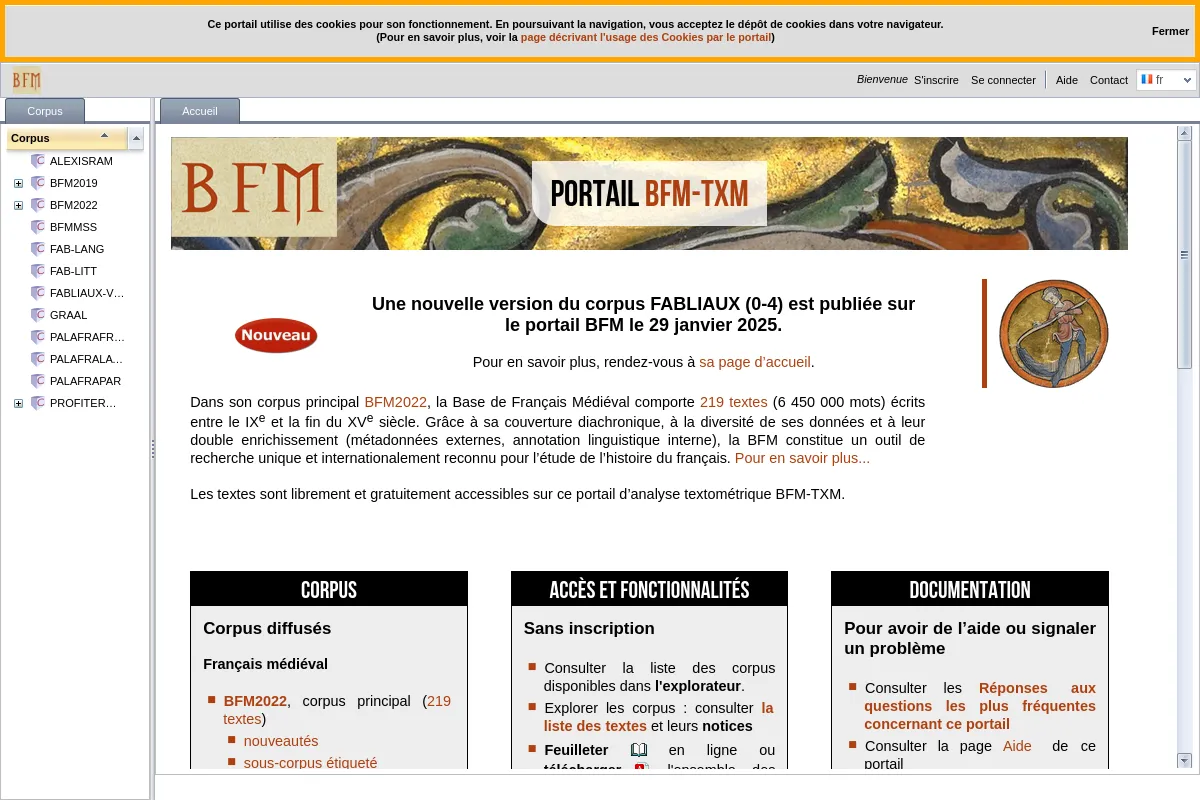 Ce portail utilise des cookies pour son fonctionnement. En poursuivant la navigation, vous acceptez le dépôt de cookies dans votre navigateur.
(Pour en savoir plus, voir la page décrivant l'usage des Cookies par le portail)
Fermer
BFM
Bienvenue S'inscrire Se connecter Aide Contact fr
Corpus
Accueil
Corpus
ALEXISRAM
BFM2019
BFM2022
BFMMSS
FAB-LANG
FAB-LITT
FABLIAUX-V…
GRAAL
PALAFRAFR…
PALAFRALA…
PALAFRAPAR
PROFITER…
BFM
PORTAIL BFM-TXM
Nouveau
Une nouvelle version du corpus FABLIAUX (0-4) est publiée sur
le portail BFM le 29 janvier 2025.
Pour en savoir plus, rendez-vous à sa page d’accueil.
Dans son corpus principal BFM2022, la Base de Français Médiéval comporte 219 textes (6 450 000 mots) écrits
entre le IXe et la fin du XVe siècle. Grâce à sa couverture diachronique, à la diversité de ses données et à leur
double enrichissement (métadonnées externes, annotation linguistique interne), la BFM constitue un outil de
recherche unique et internationalement reconnu pour l’étude de l’histoire du français. Pour en savoir plus...
Les textes sont librement et gratuitement accessibles sur ce portail d’analyse textométrique BFM-TXM.
CORPUS
Corpus diffusés
Français médiéval
BFM2022, corpus principal (219
textes)
nouveautés
sous-corpus étiqueté
ACCÈS ET FONCTIONNALITÉS
Sans inscription
Consulter la liste des corpus
disponibles dans l'explorateur.
Explorer les corpus : consulter la
liste des textes et leurs notices
Feuilleter en ligne ou
télécharger l'ensemble des
DOCUMENTATION
Pour avoir de l’aide ou signaler
un problème
Consulter les Réponses aux
questions les plus fréquentes
concernant ce portail
Consulter la page Aide de ce
portail